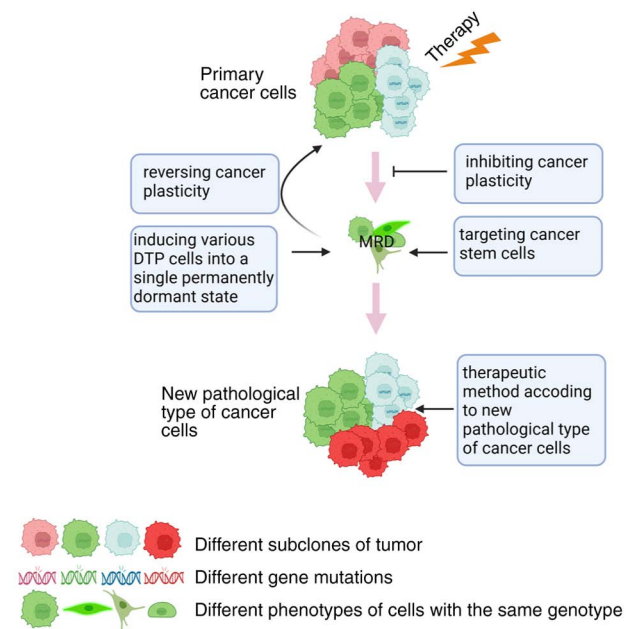 Therapy
Primary
cancer cells
reversing cancer
plasticity
inhibiting cancer
plasticity
inducing various
DTP cells into a
single permanently
dormant state
MRD
targeting cancer
stem cells
New pathological
type of cancer
cells
therapeutic
method accoding
to new
pathological type
of cancer cells
Different subclones of tumor
Different gene mutations
Different phenotypes of cells with the same genotype